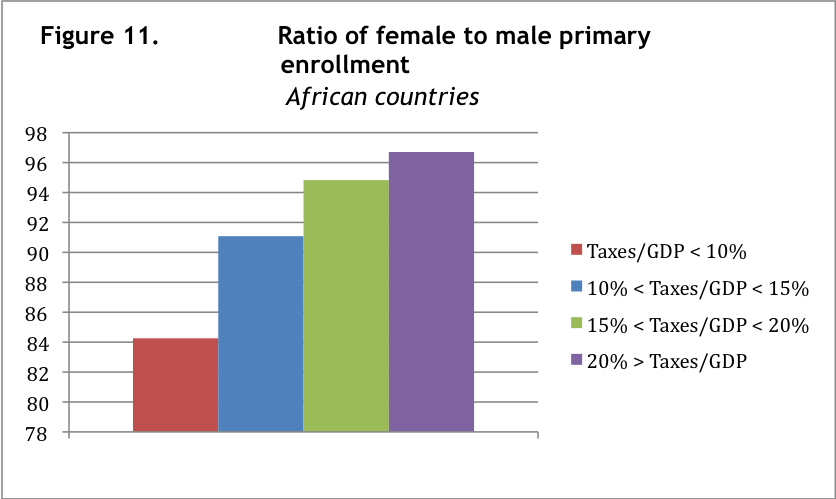 Figure 11. Ratio of female to male primary
enrollment
African countries
98
96
94
92
90
88
86
84
82
80
78
Taxes/GDP < 10%
10% < Taxes/GDP < 15%
15% < Taxes/GDP < 20%
20% > Taxes/GDP